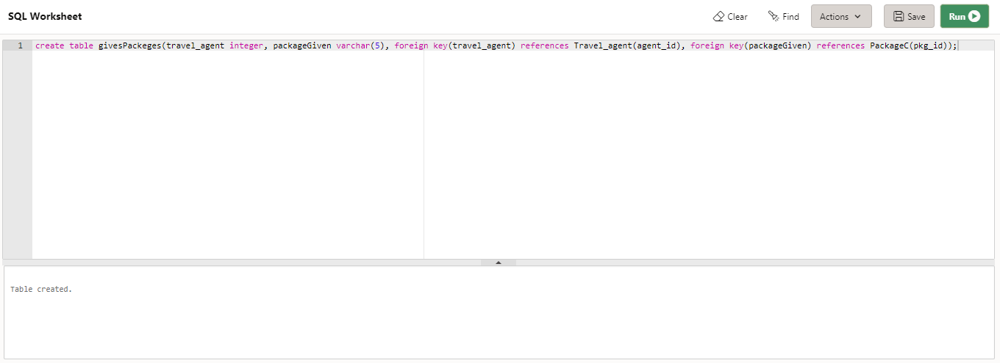 SQL Worksheet
Clear
Find
Actions
Save
Run
1 create table givesPackeges(travel_agent integer, packageGiven varchar(5), foreign key(travel_agent) references Travel_agent(agent_id), foreign key(packageGiven) references PackageC(pkg_id));
Table created.